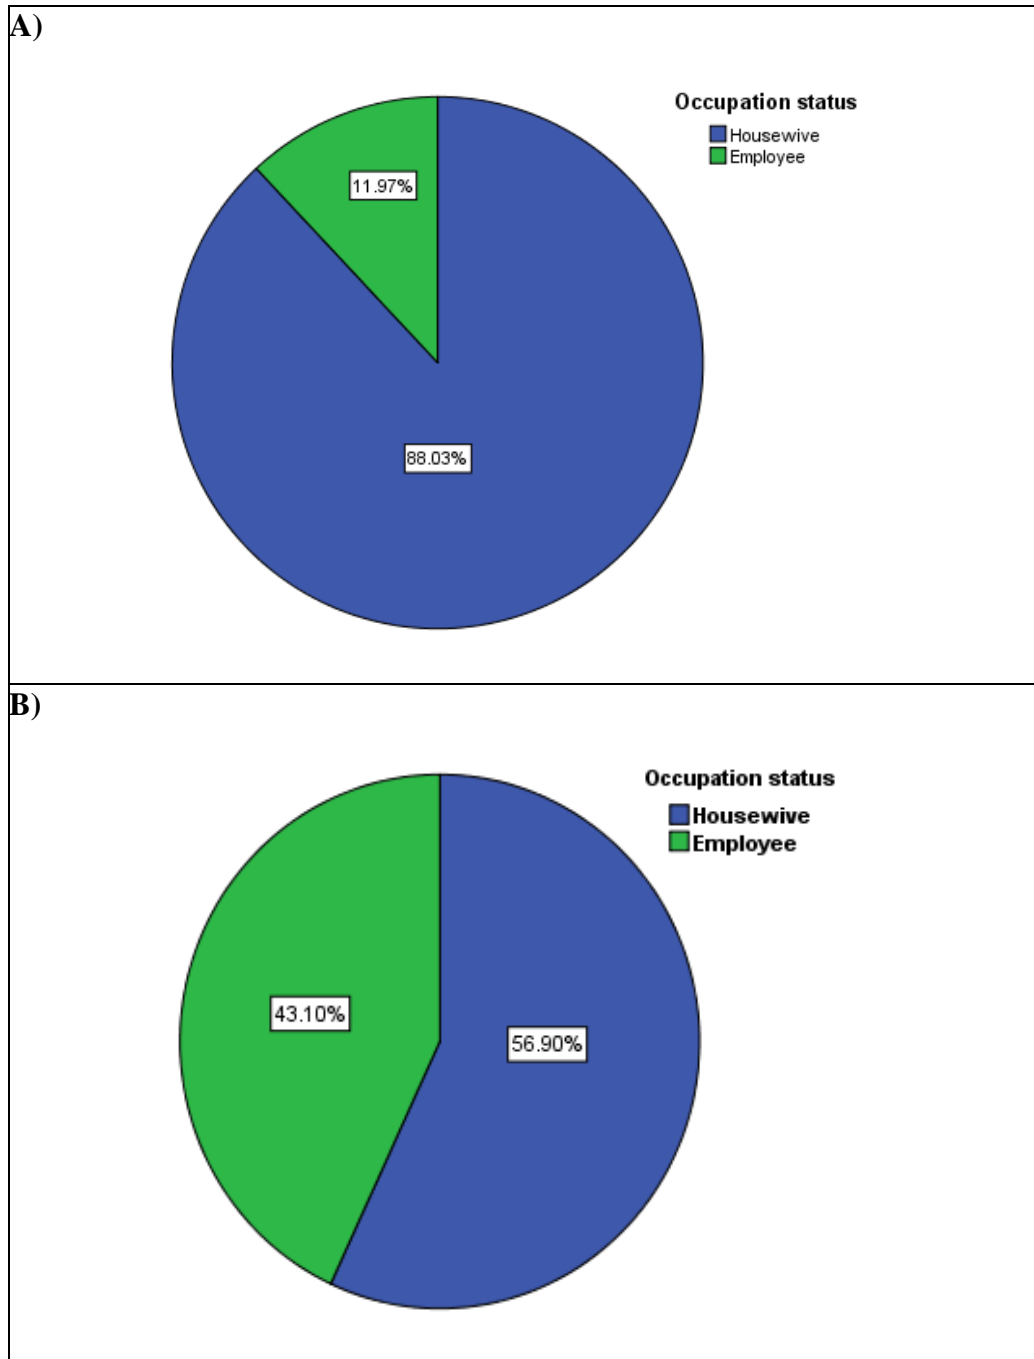 A)
Occupation status
Housewive
Employee
11.97%
88.03%
B)
Occupation status
Housewive
Employee
43.10%
56.90%